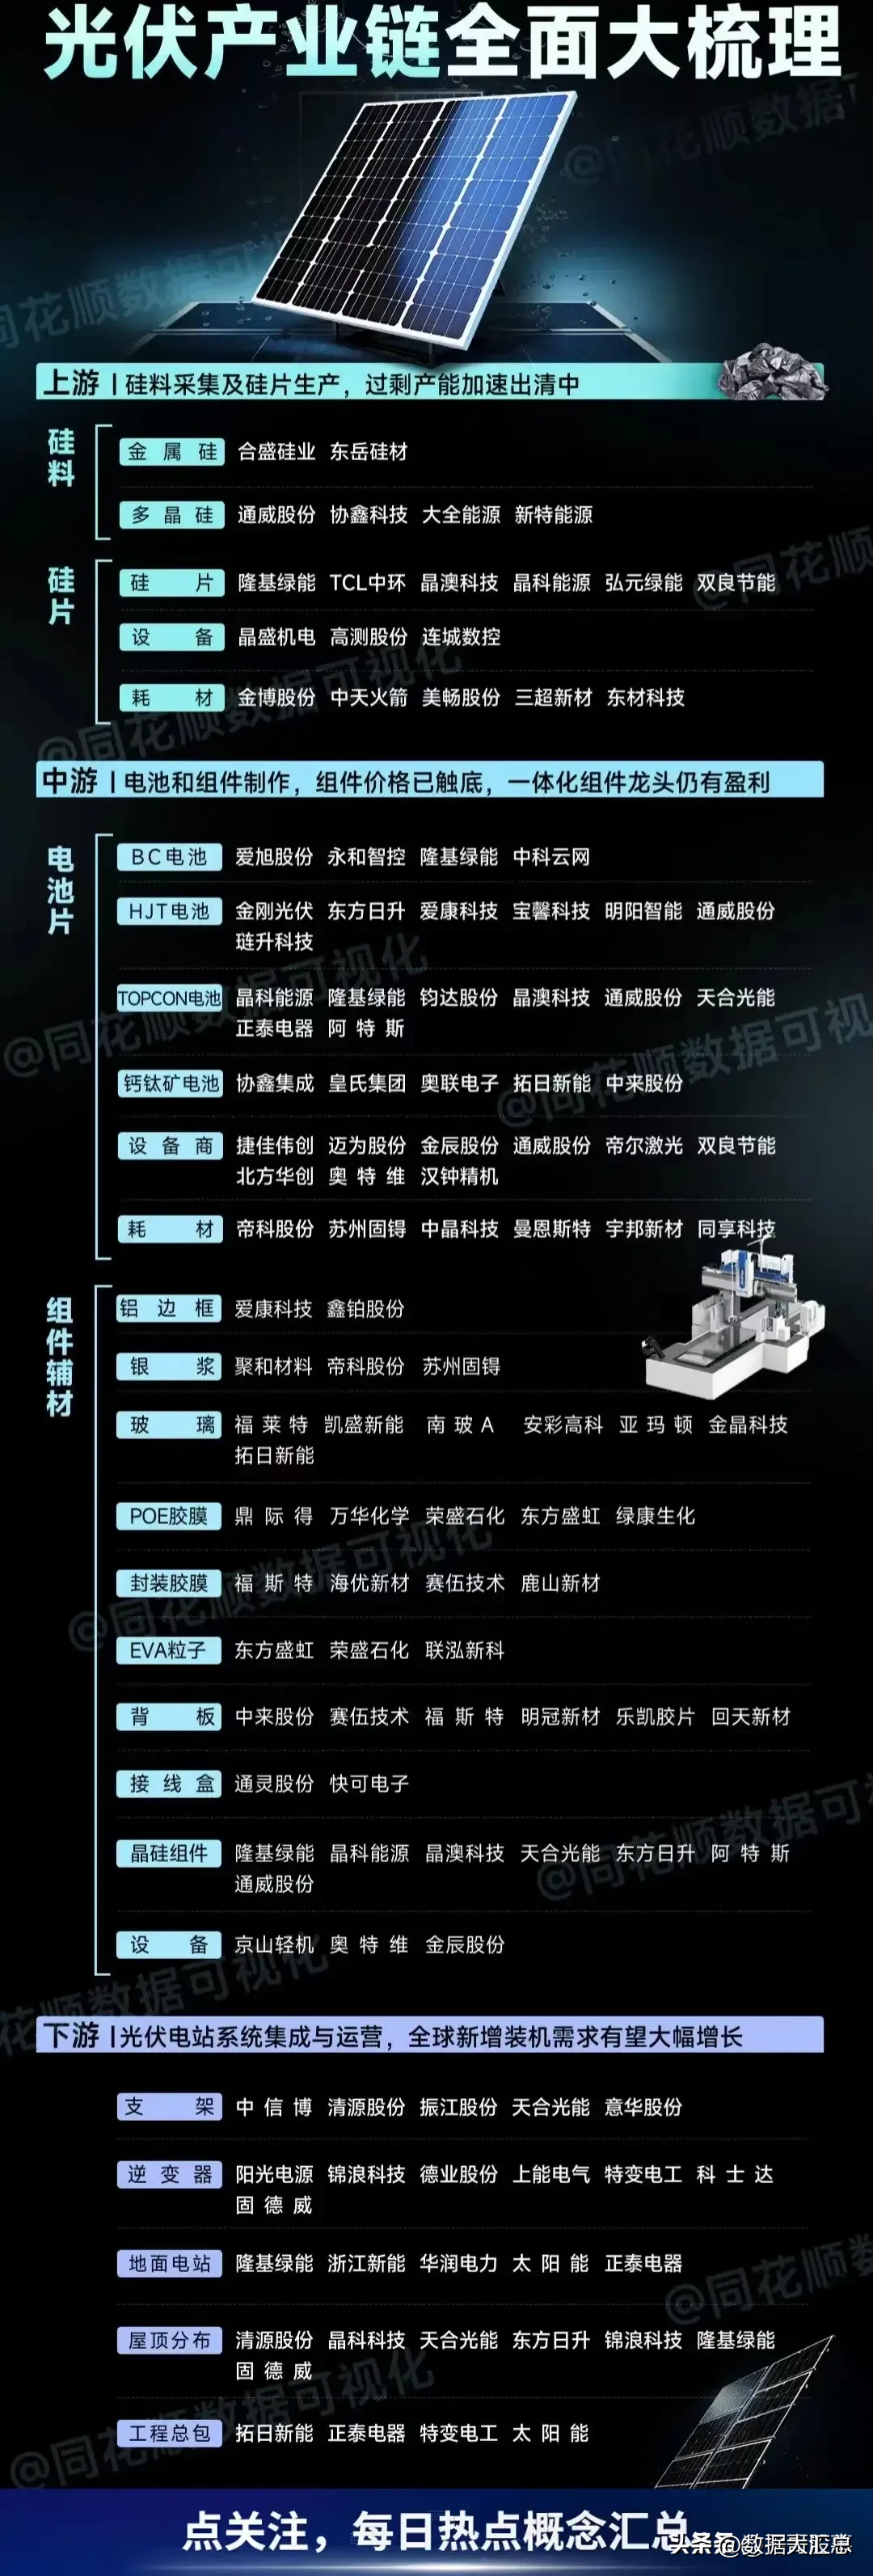 光伏产业链全面大梳理
上游 | 硅料采集及硅片生产，过剩产能加速出清中
硅料
金属硅 合盛硅业 东岳硅材
多晶硅 通威股份 协鑫科技 大全能源 新特能源
硅片
硅片 隆基绿能 TCL中环 晶澳科技 晶科能源 弘元绿能 双良节能
设备 晶盛机电 高测股份 连城数控
耗材 金博股份 中天火箭 美畅股份 三超新材 东材科技
中游 | 电池和组件制作，组件价格已触底，一体化组件龙头仍有盈利
电池片
BC电池 爱旭股份 永和智控 隆基绿能 中科云网
HJT电池 金刚光伏 东方日升 爱康科技 宝馨科技 明阳智能 通威股份
琏升科技
TOPCON电池 晶科能源 隆基绿能 钧达股份 晶澳科技 通威股份 天合光能
正泰电器 阿特斯
钙钛矿电池 协鑫集成 皇氏集团 奥联电子 拓日新能 中来股份
设备商 捷佳伟创 迈为股份 金辰股份 通威股份 帝尔激光 双良节能
北方华创 奥特维 汉钟精机
耗材 帝科股份 苏州固锝 中晶科技 曼恩斯特 宇邦新材 同享科技
组件辅材
铝边框 爱康科技 鑫铂股份
银浆 聚和材料 帝科股份 苏州固锝
玻璃 福莱特 凯盛新能 南玻A 安彩高科 亚玛顿 金晶科技
拓日新能
POE胶膜 鼎际得 万华化学 荣盛石化 东方盛虹 绿康生化
封装胶膜 福斯特 海优新材 赛伍技术 鹿山新材
EVA粒子 东方盛虹 荣盛石化 联泓新科
背板 中来股份 赛伍技术 福斯特 明冠新材 乐凯胶片 回天新材
接线盒 通灵股份 快可电子
晶硅组件 隆基绿能 晶科能源 晶澳科技 天合光能 东方日升 阿特斯
通威股份
设备 京山轻机 奥特维 金辰股份
下游 | 光伏电站系统集成与运营，全球新增装机需求有望大幅增长
支架 中信博 清源股份 振江股份 天合光能 意华股份
逆变器 阳光电源 锦浪科技 德业股份 上能电气 特变电工 科士达
固德威
地面电站 隆基绿能 浙江新能 华润电力 太阳能 正泰电器
屋顶分布 清源股份 晶科科技 天合光能 东方日升 锦浪科技 隆基绿能
固德威
工程总包 拓日新能 正泰电器 特变电工 太阳能
点关注，每日热点概念汇总
@同花顺数据可视化